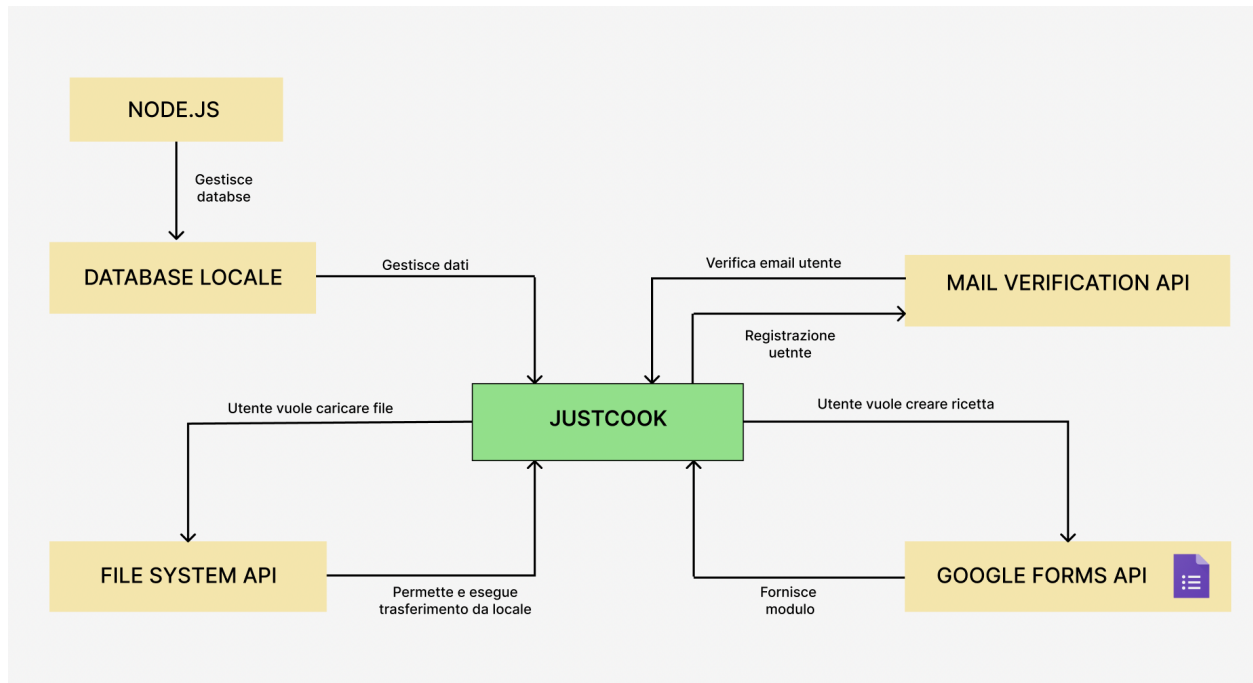 NODE.JS
Gestisce
databse
DATABASE LOCALE
Gestisce dati
Verifica email utente
MAIL VERIFICATION API
Registrazione
uetnte
Utente vuole caricare file
JUSTCOOK
Utente vuole creare ricetta
FILE SYSTEM API
Permette e esegue
trasferimento da locale
Fornisce
modulo
GOOGLE FORMS API